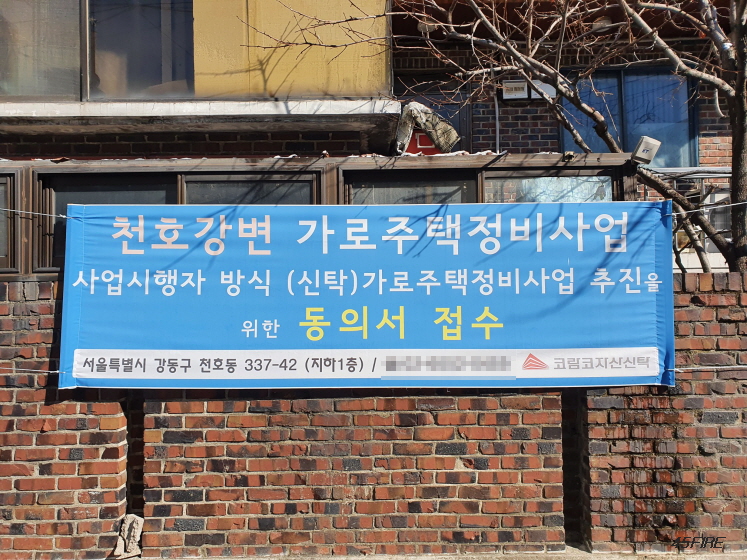 천호강변 가로주택정비사업
사업시행자 방식 (신탁)가로주택정비사업 추진을
위한 동의서 접수
서울특별시 강동구 천호동 337-42 (지하1층) / 코람코자산신탁
45FIRE